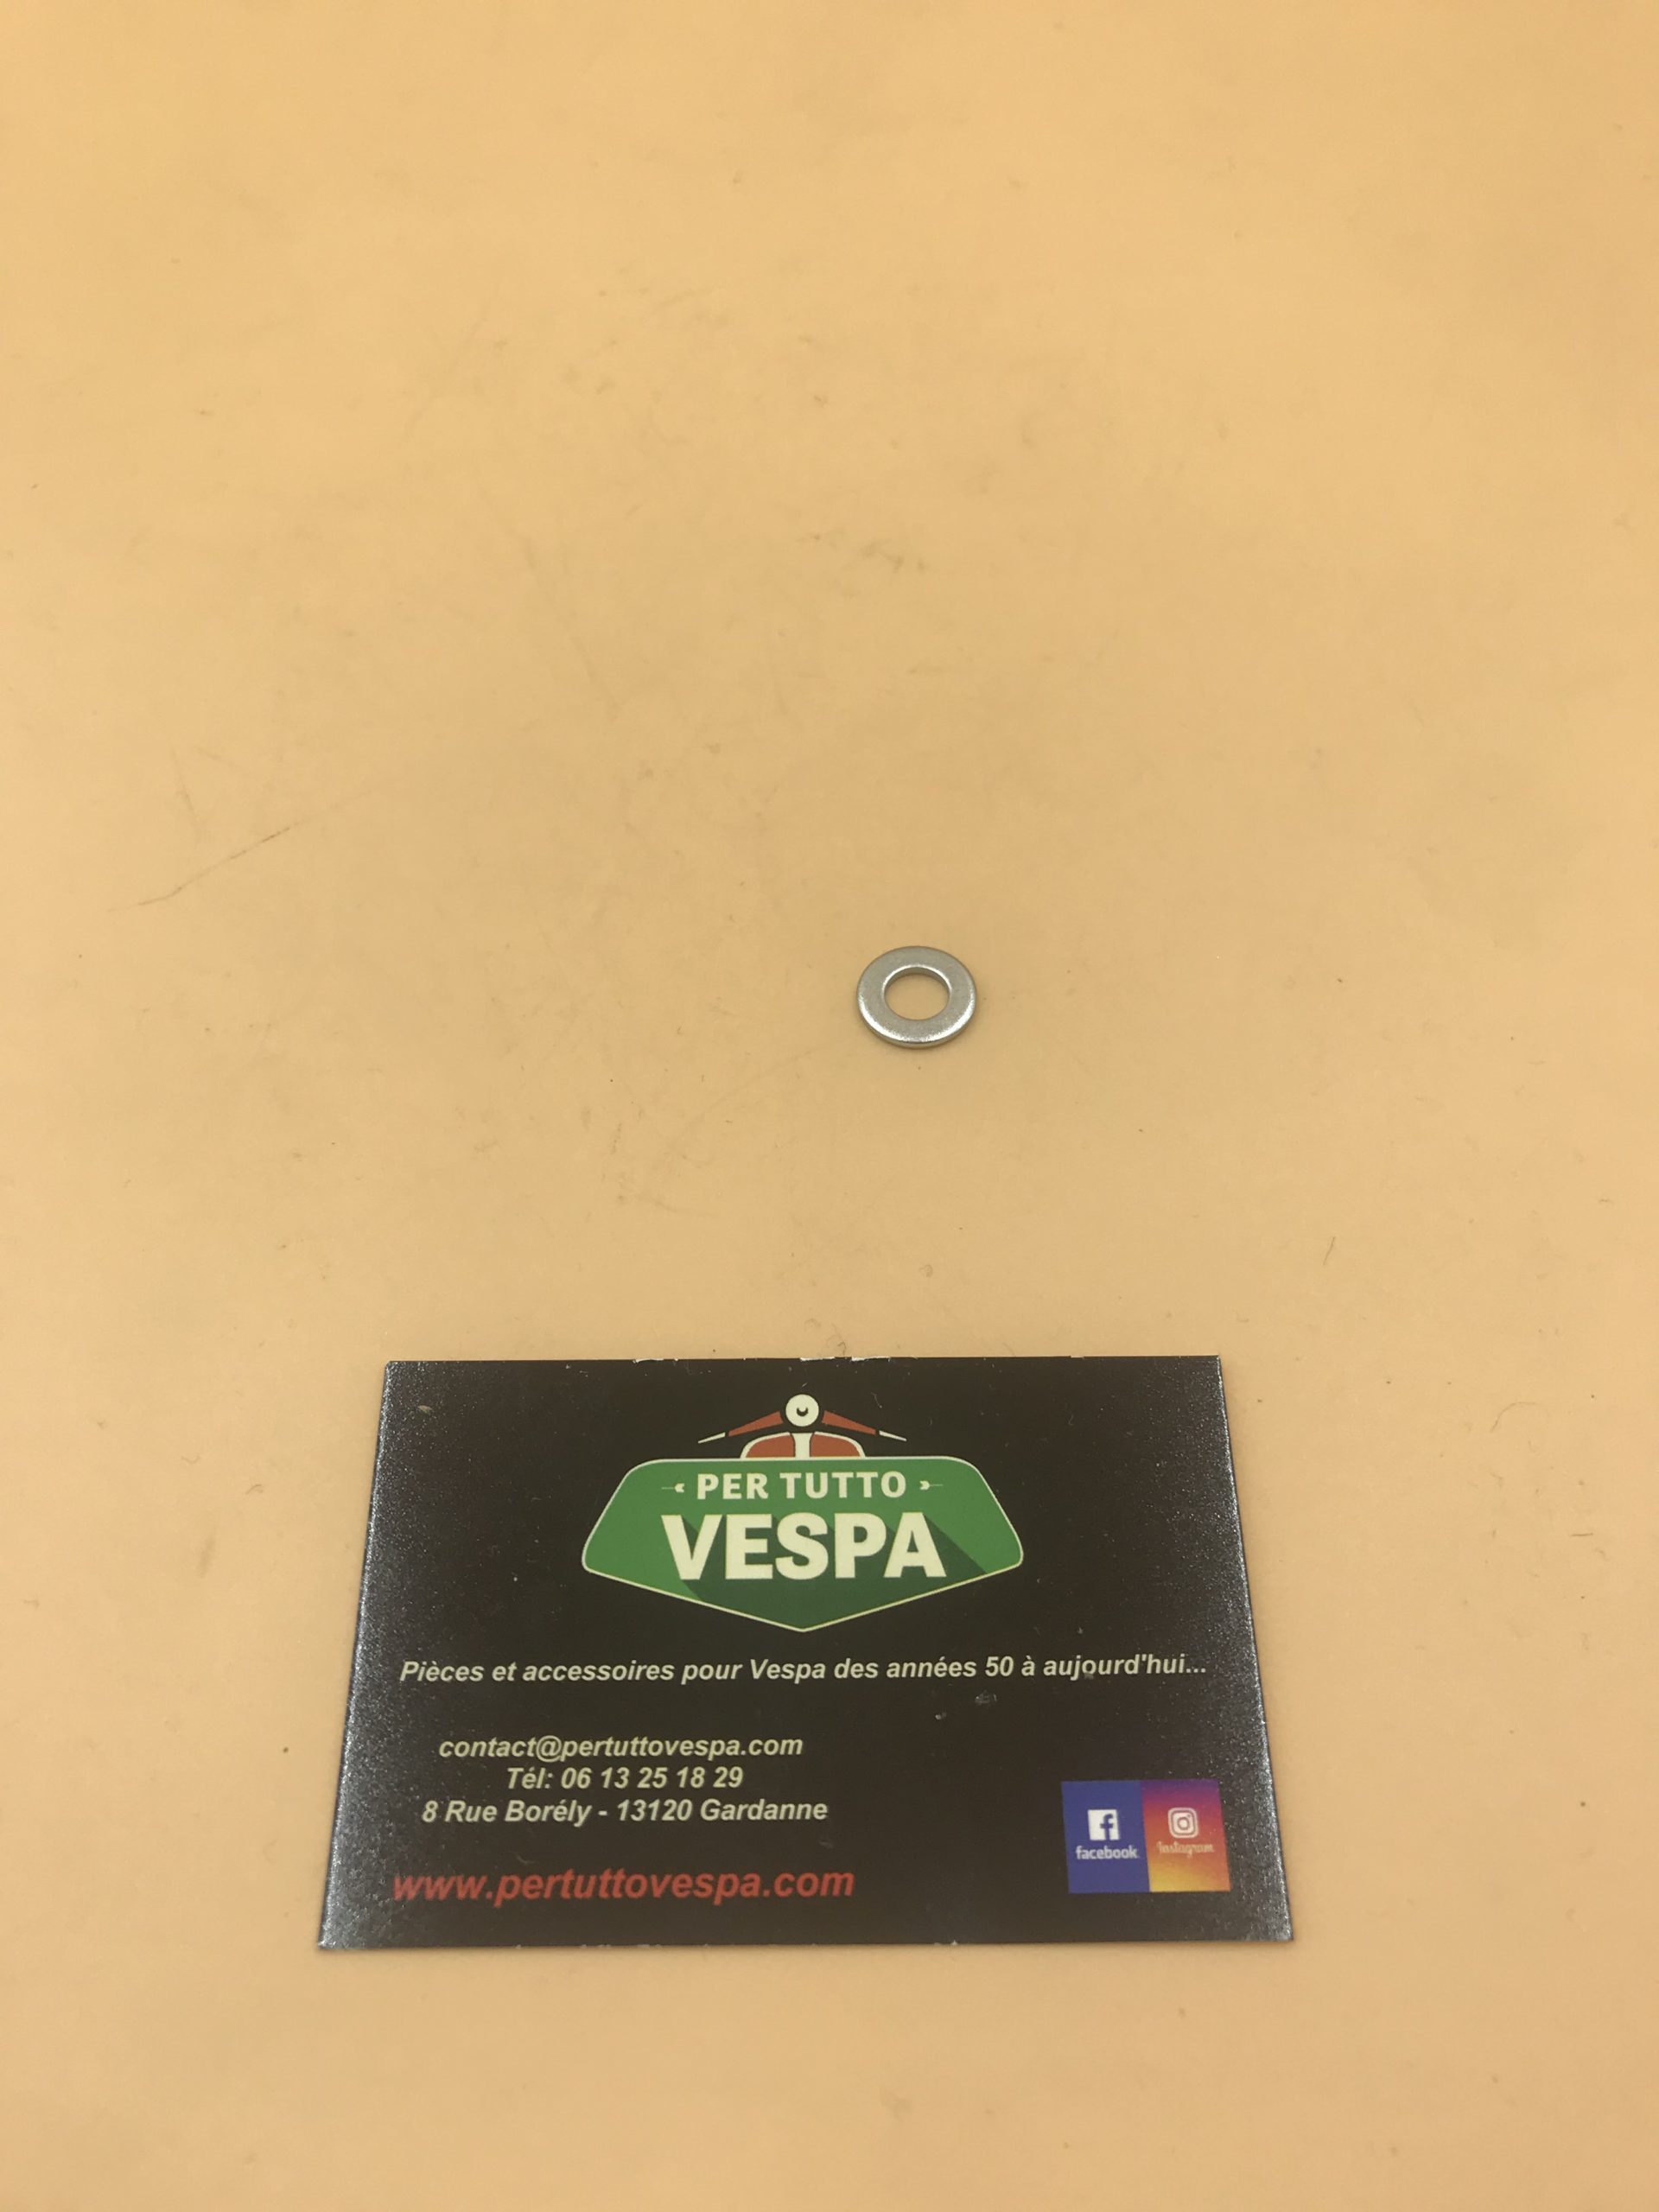 PER TUTTO
VESPA
Pièces et accessoires pour Vespa des années 50 à aujourd'hui...
contact@pertuttovespa.com
Tél: 06 13 25 18 29
8 Rue Borély - 13120 Gardanne
www.pertuttovespa.com
facebook
Instagram